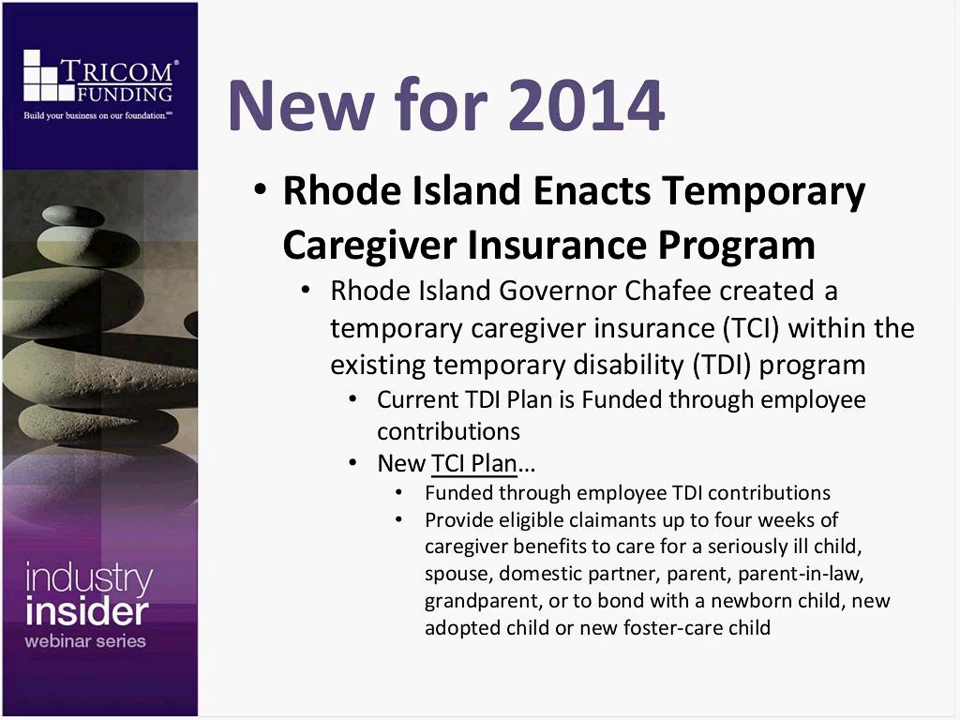 TRICOM®
FUNDING
Build your business on our foundation.℠
New for 2014
• Rhode Island Enacts Temporary
Caregiver Insurance Program
• Rhode Island Governor Chafee created a
temporary caregiver insurance (TCI) within the
existing temporary disability (TDI) program
• Current TDI Plan is Funded through employee
contributions
• New TCI Plan…
• Funded through employee TDI contributions
• Provide eligible claimants up to four weeks of
caregiver benefits to care for a seriously ill child,
spouse, domestic partner, parent, parent-in-law,
grandparent, or to bond with a newborn child, new
adopted child or new foster-care child
industry
insider
webinar series